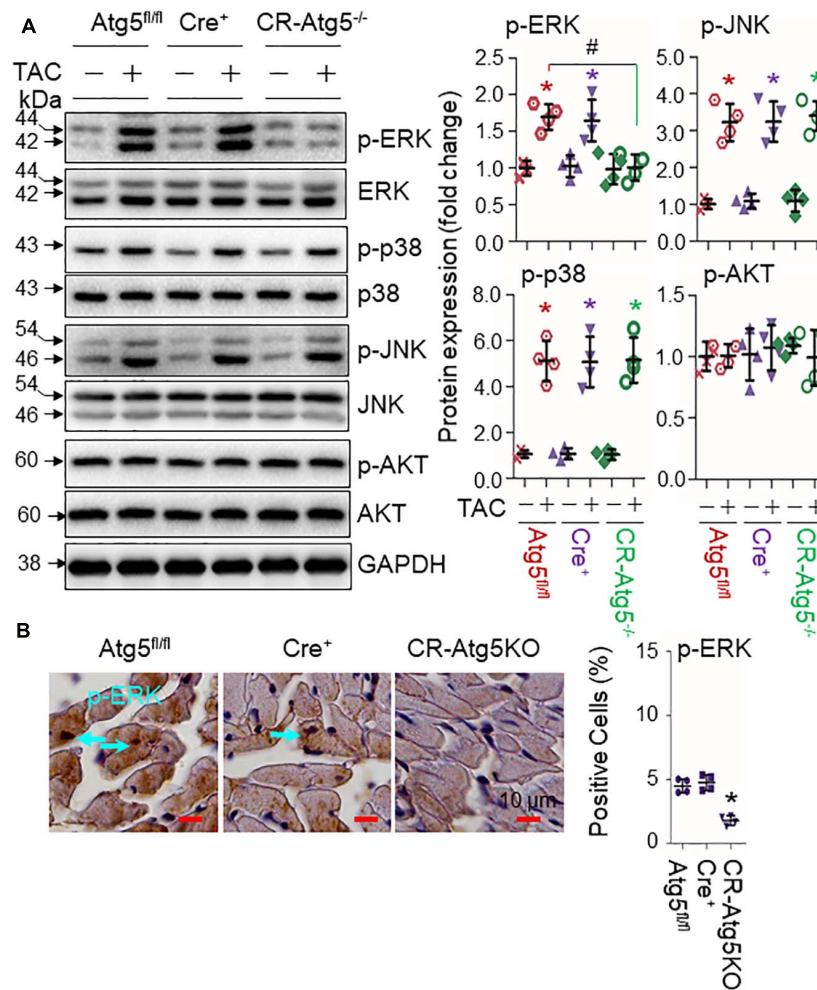 A
Atg5fl/fl Cre+ CR-Atg5-/-
TAC − + − + − +
kDa
44
42
p-ERK
44
42
ERK
43
p-p38
43
p38
54
46
p-JNK
54
46
JNK
60
p-AKT
60
AKT
38
GAPDH
Protein expression (fold change)
p-ERK
#
* *
2.5
2.0
1.5
1.0
0.5
0.0
p-JNK
* * *
5.0
4.0
3.0
2.0
1.0
0.0
p-p38
* * *
8.0
6.0
4.0
2.0
0.0
p-AKT
1.5
1.0
0.5
0.0
TAC − + − + − + − + − + − +
Atg5fl/fl
Cre+
CR-Atg5-/-
Atg5fl/fl
Cre+
CR-Atg5-/-
B
Atg5fl/fl Cre+ CR-Atg5KO
p-ERK
10 µm
p-ERK
Positive Cells (%)
15
10
5
0
*
Atg5fl/fl
Cre+
CR-Atg5KO